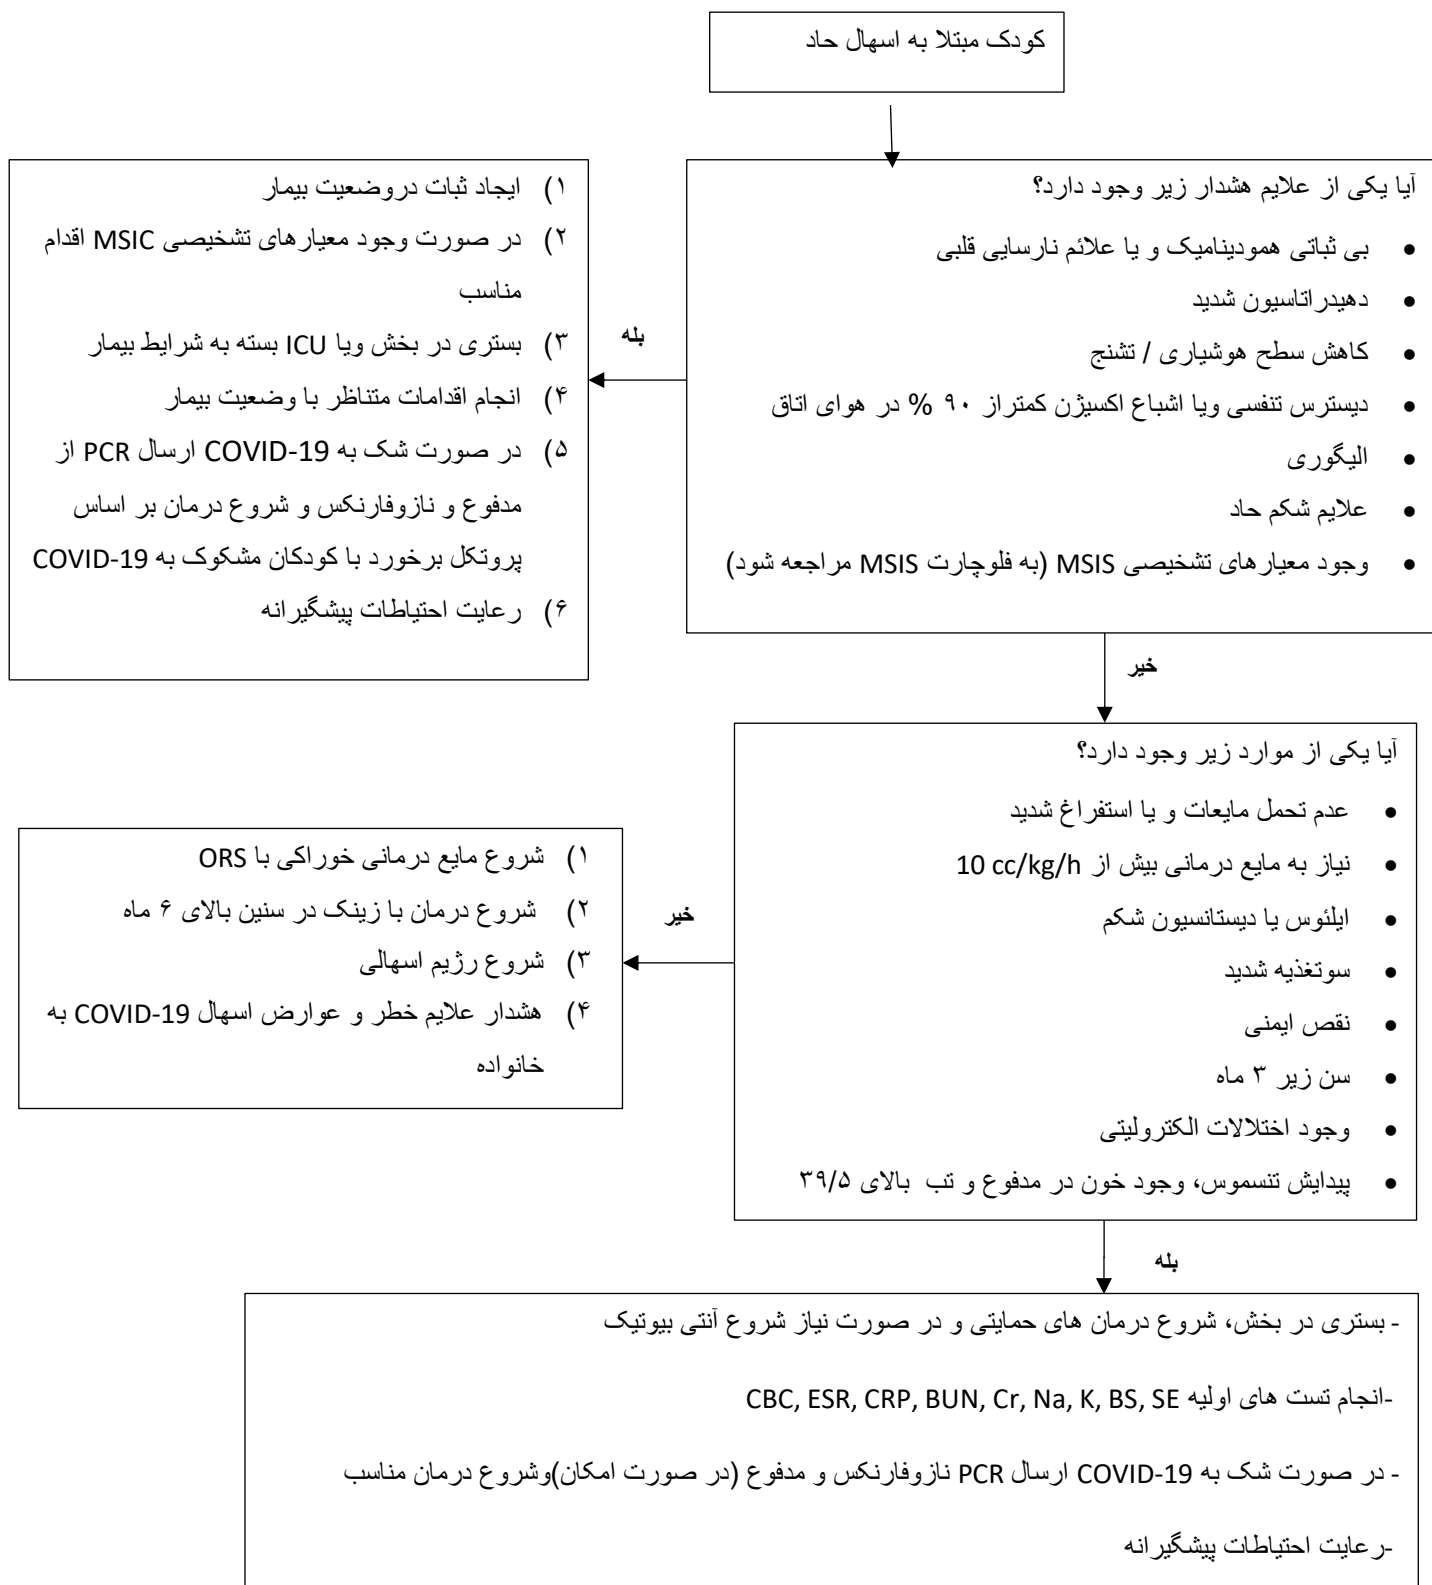 کودک مبتلا به اسهال حاد
آیا یکی از علایم هشدار زیر وجود دارد؟
• بی ثباتی همودینامیک و یا علائم نارسایی قلبی
• دهیدراتاسیون شدید
• کاهش سطح هوشیاری / تشنج
• دیسترس تنفسی ویا اشباع اکسیژن کمتراز ۹۰ % در هوای اتاق
• الیگوری
• علایم شکم حاد
• وجود معیارهای تشخیصی MSIS (به فلوچارت MSIS مراجعه شود)
بله
۱) ایجاد ثبات دروضعیت بیمار
۲) در صورت وجود معیارهای تشخیصی MSIC اقدام
مناسب
۳) بستری در بخش ویا ICU بسته به شرایط بیمار
۴) انجام اقدامات متناظر با وضعیت بیمار
۵) در صورت شک به COVID-19 ارسال PCR از
مدفوع و نازوفارنکس و شروع درمان بر اساس
پروتکل برخورد با کودکان مشکوک به COVID-19
۶) رعایت احتیاطات پیشگیرانه
خیر
آیا یکی از موارد زیر وجود دارد؟
• عدم تحمل مایعات و یا استفراغ شدید
• نیاز به مایع درمانی بیش از 10 cc/kg/h
• ایلئوس یا دیستانسیون شکم
• سوتغذیه شدید
• نقص ایمنی
• سن زیر ۳ ماه
• وجود اختلالات الکترولیتی
• پیدایش تنسموس، وجود خون در مدفوع و تب بالای ۳۹/۵
خیر
۱) شروع مایع درمانی خوراکی با ORS
۲) شروع درمان با زینک در سنین بالای ۶ ماه
۳) شروع رژیم اسهالی
۴) هشدار علایم خطر و عوارض اسهال COVID-19 به
خانواده
بله
- بستری در بخش، شروع درمان های حمایتی و در صورت نیاز شروع آنتی بیوتیک
-انجام تست های اولیه CBC, ESR, CRP, BUN, Cr, Na, K, BS, SE
- در صورت شک به COVID-19 ارسال PCR نازوفارنکس و مدفوع (در صورت امکان)وشروع درمان مناسب
-رعایت احتیاطات پیشگیرانه